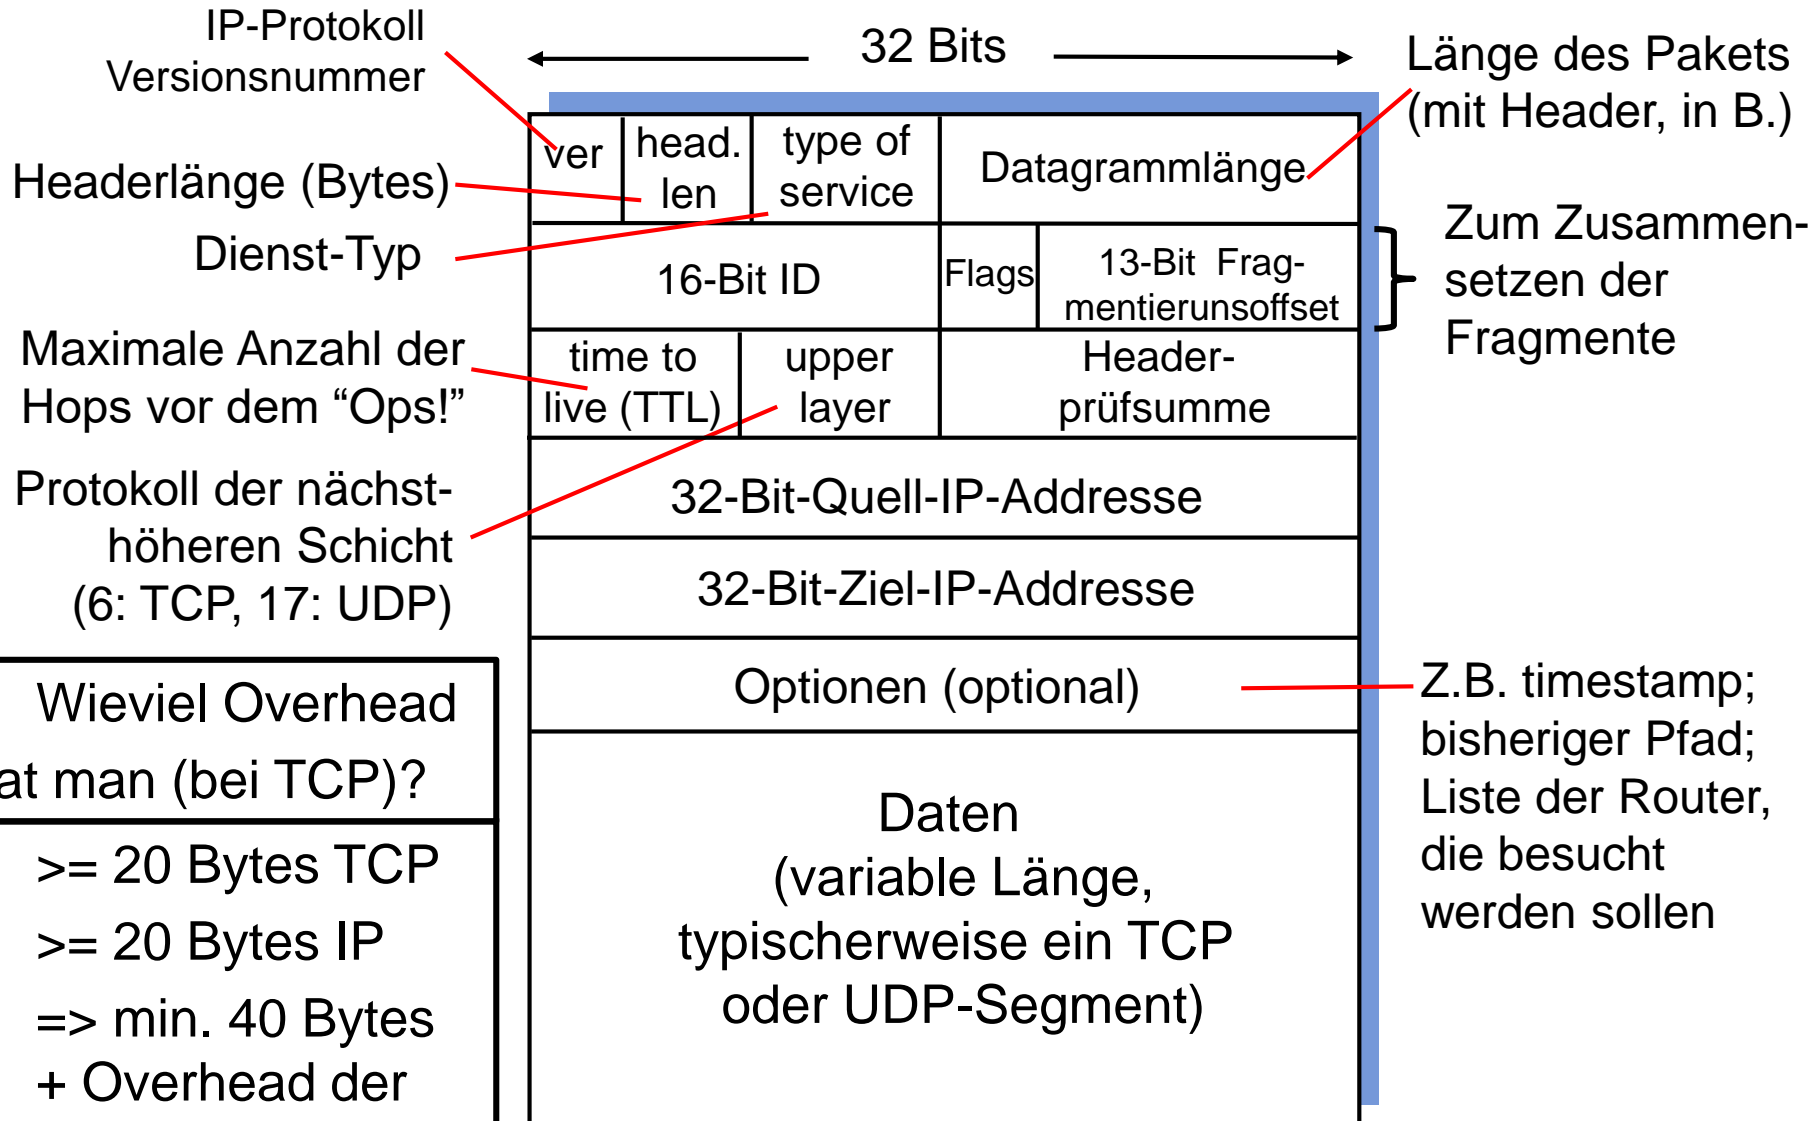 IP-Protokoll
Versionsnummer
32 Bits
Länge des Pakets
(mit Header, in B.)
ver
head.
len
type of
service
Datagrammlänge
Headerlänge (Bytes)
Dienst-Typ
16-Bit ID
Flags
13-Bit Frag-
mentierunsoffset
Zum Zusammen-
setzen der
Fragmente
Maximale Anzahl der
Hops vor dem “Ops!”
time to
live (TTL)
upper
layer
Header-
prüfsumme
Protokoll der nächst-
höheren Schicht
(6: TCP, 17: UDP)
32-Bit-Quell-IP-Addresse
32-Bit-Ziel-IP-Addresse
Optionen (optional)
Z.B. timestamp;
bisheriger Pfad;
Liste der Router,
die besucht
werden sollen
Wieviel Overhead
at man (bei TCP)?
>= 20 Bytes TCP
>= 20 Bytes IP
=> min. 40 Bytes
+ Overhead der
Daten
(variable Länge,
typischerweise ein TCP
oder UDP-Segment)